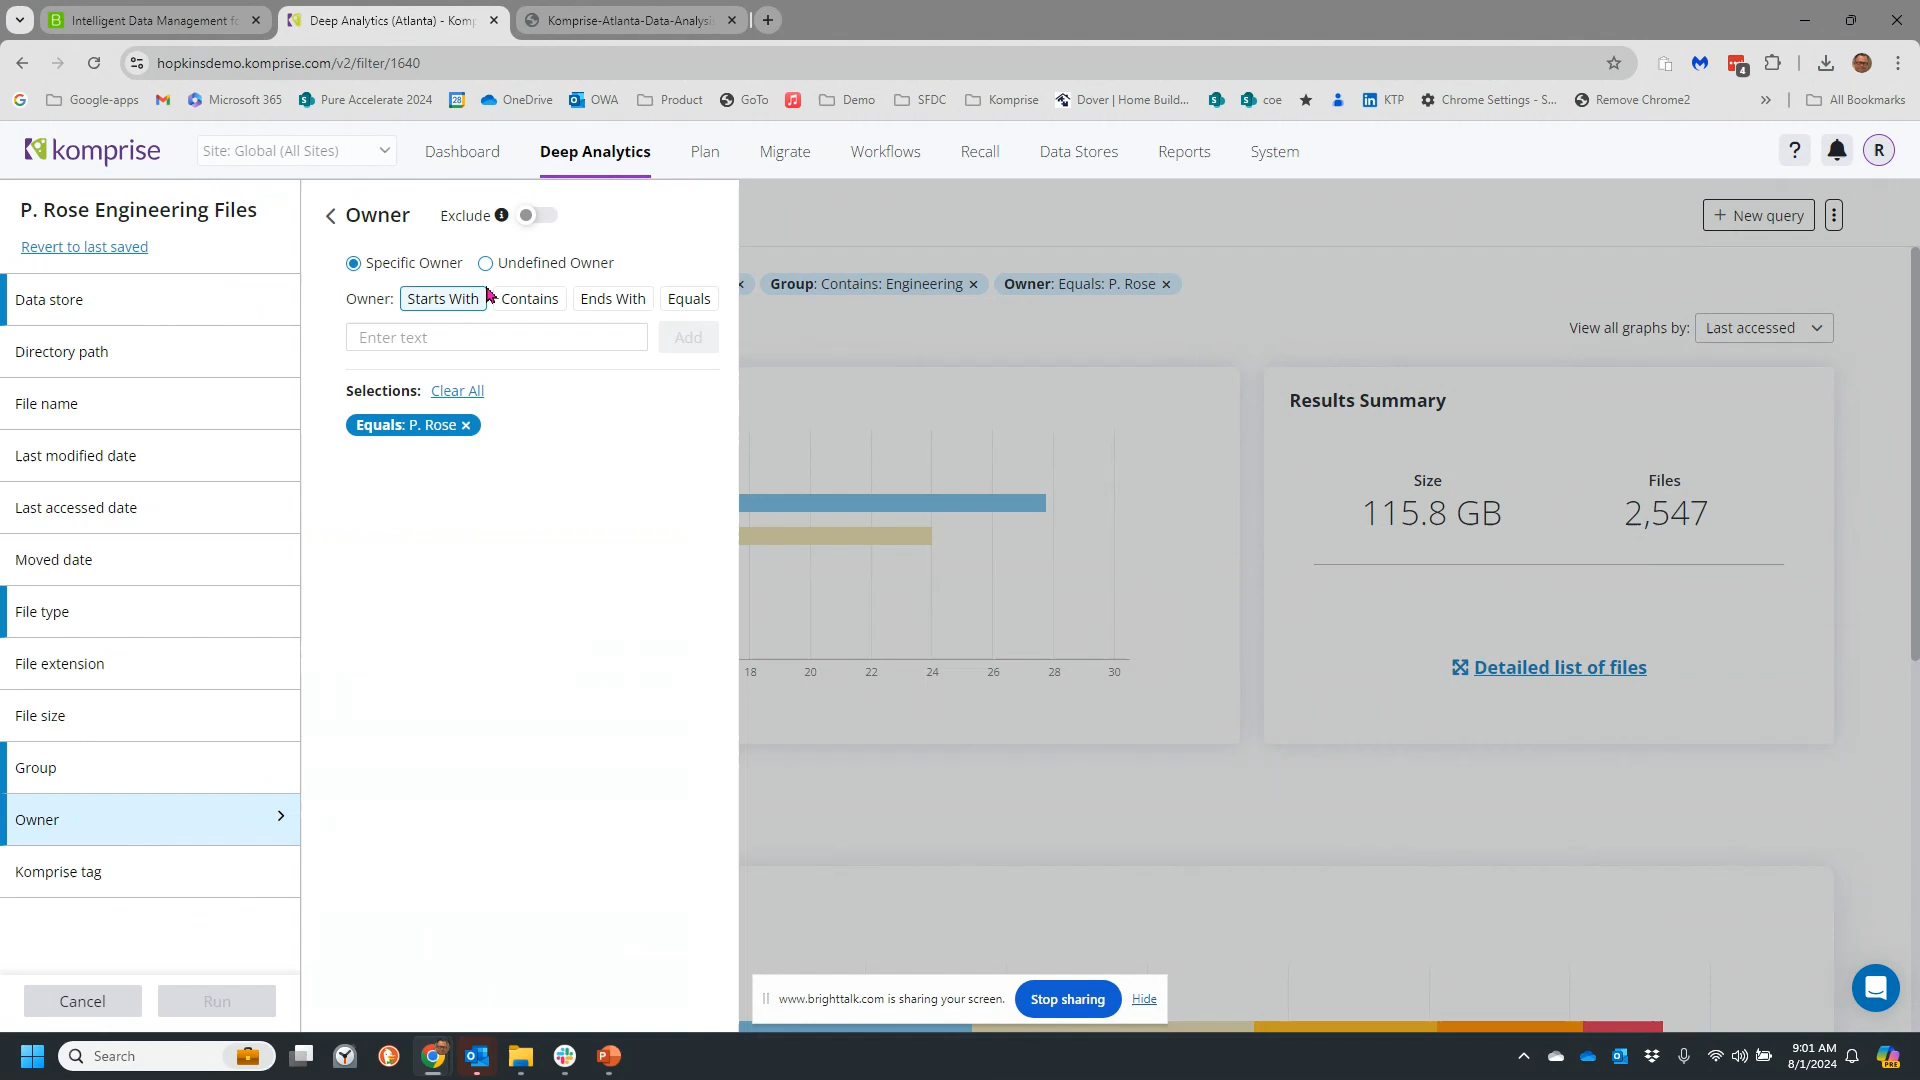 Intelligent Data Management fo
Deep Analytics (Atlanta) - Komp
Komprise-Atlanta-Data-Analysis
hopkinsdemo.komprise.com/v2/filter/1640
4
Google-apps
Microsoft 365
Pure Accelerate 2024
28
OneDrive
OWA
Product
GoTo
Demo
SFDC
Komprise
Dover | Home Build...
coe
KTP
Chrome Settings - S...
Remove Chrome2
All Bookmarks
komprise
Site: Global (All Sites)
Dashboard
Deep Analytics
Plan
Migrate
Workflows
Recall
Data Stores
Reports
System
?
R
P. Rose Engineering Files
Revert to last saved
Data store
Directory path
File name
Last modified date
Last accessed date
Moved date
File type
File extension
File size
Group
Owner
Komprise tag
Cancel
Run
Owner
Exclude
Specific Owner
Undefined Owner
Owner:
Starts With
Contains
Ends With
Equals
Enter text
Add
Selections:
Clear All
Equals: P. Rose ×
+ New query
Group: Contains: Engineering ×
Owner: Equals: P. Rose ×
View all graphs by:
Last accessed
18 20 22 24 26 28 30
Results Summary
Size
115.8 GB
Files
2,547
Detailed list of files
www.brighttalk.com is sharing your screen.
Stop sharing
Hide
Search
9:01 AM
8/1/2024
PRE